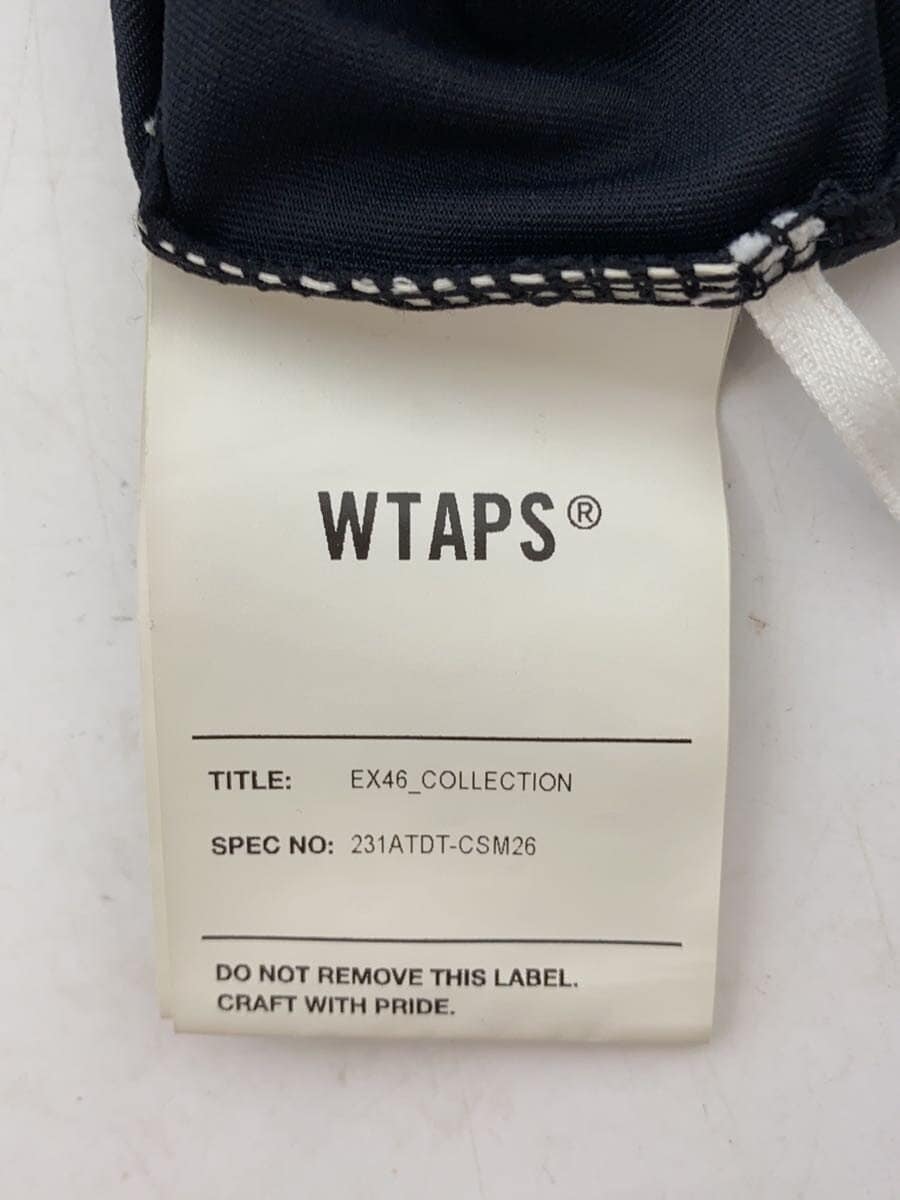 WTAPS®
TITLE: EX46_COLLECTION
SPEC NO: 231ATDT-CSM26
DO NOT REMOVE THIS LABEL.
CRAFT WITH PRIDE.